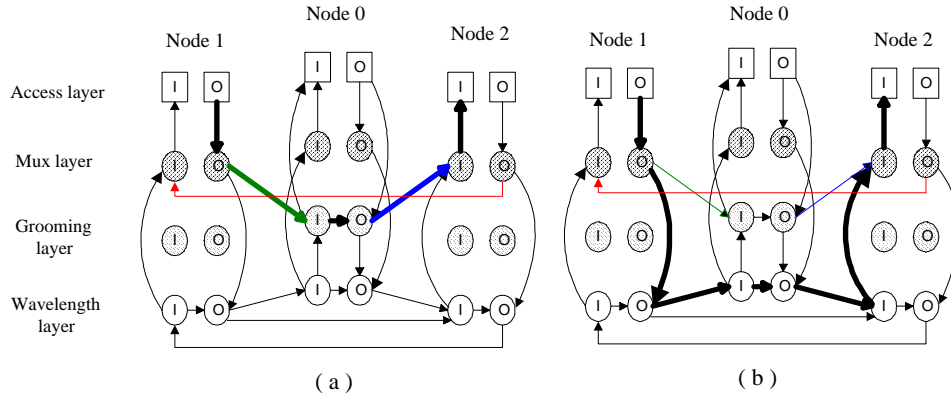 Node 0
Node 0
Node 1
Node 2
Node 1
Node 2
I O
I O
Access layer
I O
I O
I O
I O
I O
I O
Mux layer
I O
I O
I O
I O
I O
I O
Grooming
layer
I O
I O
I O
I O
I O
I O
Wavelength
layer
I O
I O
I O
I O
I O
I O
( a )
( b )